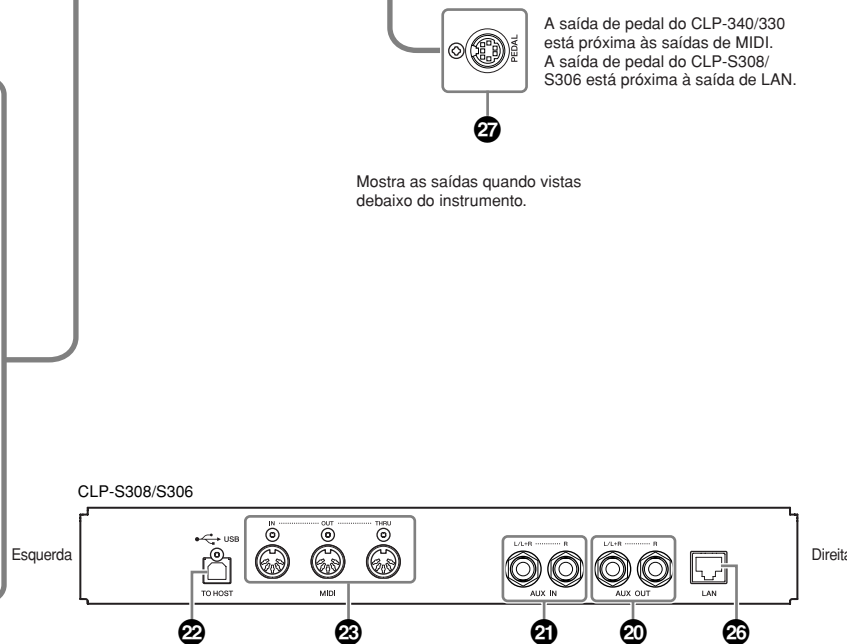 A saída de pedal do CLP-340/330
está próxima às saídas de MIDI.
A saída de pedal do CLP-S308/
S306 está próxima à saída de LAN.
PEDAL
27
Mostra as saídas quando vistas
debaixo do instrumento.
CLP-S308/S306
Esquerda
USB
TO HOST
IN OUT THRU
MIDI
L/L+R R
AUX IN
L/L+R R
AUX OUT
LAN
Direita
22 23 21 20 26